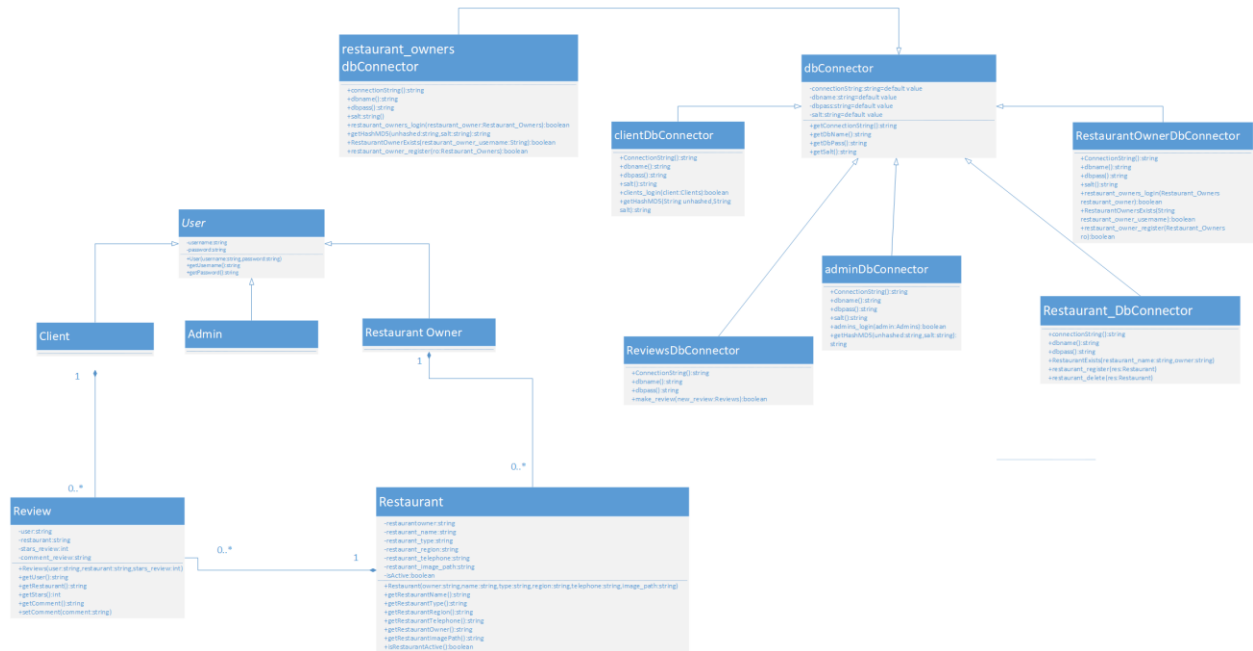 restaurant_owners
dbConnector
+connectionString():string
+dbname():string
+dbpass():string
+salt:string()
+restaurant_owners_login(restaurant_owner:Restaurant_Owners):boolean
+getHashMD5(unhashed:string,salt:string):string
+RestaurantOwnerExists(restaurant_owner_username:String):boolean
+restaurant_owner_register(ro:Restaurant_Owners):boolean
dbConnector
-connectionString:string=default value
-dbname:string=default value
-dbpass:string=default value
-salt:string=default value
+getConnectionString():string
+getDbName():string
+getDbPass():string
+getSalt():string
clientDbConnector
+ConnectionString():string
+dbname():string
+dbpass():string
+salt():string
+clients_login(client:Clients):boolean
+getHashMD5(String unhashed,String
salt):string
RestaurantOwnerDbConnector
+ConnectionString():string
+dbname():string
+dbpass():string
+salt():string
+restaurant_owners_login(Restaurant_Owners
restaurant_owner):boolean
+RestaurantOwnersExists(String
restaurant_owner_username):boolean
+restaurant_owner_register(Restaurant_Owners
ro):boolean
User
-username:string
-password:string
+User(username:string,password:string)
+getUsername():string
+getPassword():string
adminDbConnector
+ConnectionString():string
+dbname():string
+dbpass():string
+salt():string
+admins_login(admin:Admins):boolean
+getHashMD5(unhashed:string,salt:string):
string
Client
Admin
Restaurant Owner
Restaurant_DbConnector
+connectionString():string
+dbname():string
+dbpass():string
+RestaurantExists(restaurant_name:string,owner:string)
+restaurant_register(res:Restaurant)
+restaurant_delete(res:Restaurant)
ReviewsDbConnector
+ConnectionString():string
+dbname():string
+dbpass():string
+make_review(new_review:Reviews):boolean
1
1
0..*
0..*
Review
-user:string
-restaurant:string
-stars_review:int
-comment_review:string
+Reviews(user:string,restaurant:string,stars_review:int)
+getUser():string
+getRestaurant():string
+getStars():int
+getComment():string
+setComment(comment:string)
0..*
1
Restaurant
-restaurantowner:string
-restaurant_name:string
-restaurant_type:string
-restaurant_region:string
-restaurant_telephone:string
-restaurant_image_path:string
-isActive:boolean
+Restaurant(owner:string,name:string,type:string,region:string,telephone:string,image_path:string)
+getRestaurantName():string
+getRestaurantType():string
+getRestaurantRegion():string
+getRestaurantTelephone():string
+getRestaurantOwner():string
+getRestaurantImagePath():string
+isRestaurantActive():boolean